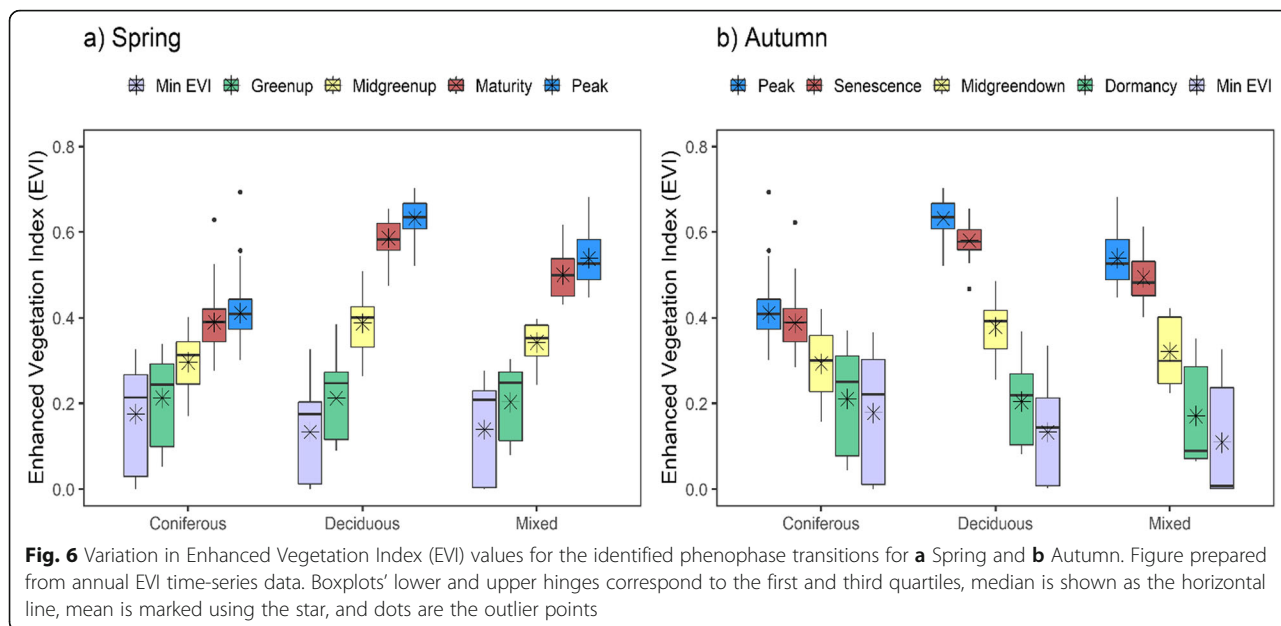 a) Spring
Min EVI Greenup Midgreenup Maturity Peak
Enhanced Vegetation Index (EVI)
0.8
0.6
0.4
0.2
0.0
Coniferous Deciduous Mixed
b) Autumn
Peak Senescence Midgreendown Dormancy Min EVI
Enhanced Vegetation Index (EVI)
0.8
0.6
0.4
0.2
0.0
Coniferous Deciduous Mixed
Fig. 6 Variation in Enhanced Vegetation Index (EVI) values for the identified phenophase transitions for a Spring and b Autumn. Figure prepared
from annual EVI time-series data. Boxplots’ lower and upper hinges correspond to the first and third quartiles, median is shown as the horizontal
line, mean is marked using the star, and dots are the outlier points